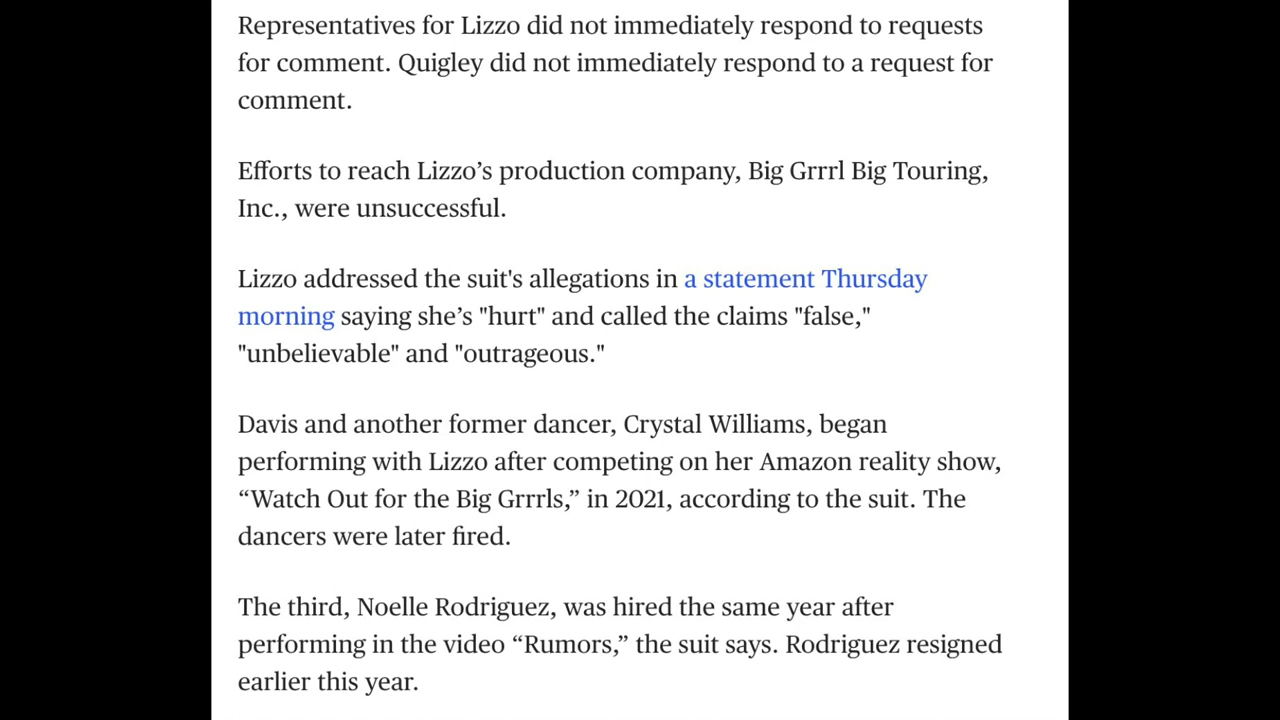 Representatives for Lizzo did not immediately respond to requests
for comment. Quigley did not immediately respond to a request for
comment.
Efforts to reach Lizzo’s production company, Big Grrrl Big Touring,
Inc., were unsuccessful.
Lizzo addressed the suit's allegations in a statement Thursday
morning saying she’s "hurt" and called the claims "false,"
"unbelievable" and "outrageous."
Davis and another former dancer, Crystal Williams, began
performing with Lizzo after competing on her Amazon reality show,
“Watch Out for the Big Grrrls,” in 2021, according to the suit. The
dancers were later fired.
The third, Noelle Rodriguez, was hired the same year after
performing in the video “Rumors,” the suit says. Rodriguez resigned
earlier this year.